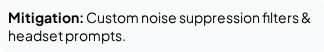 Mitigation: Custom noise suppression filters &
headset prompts.